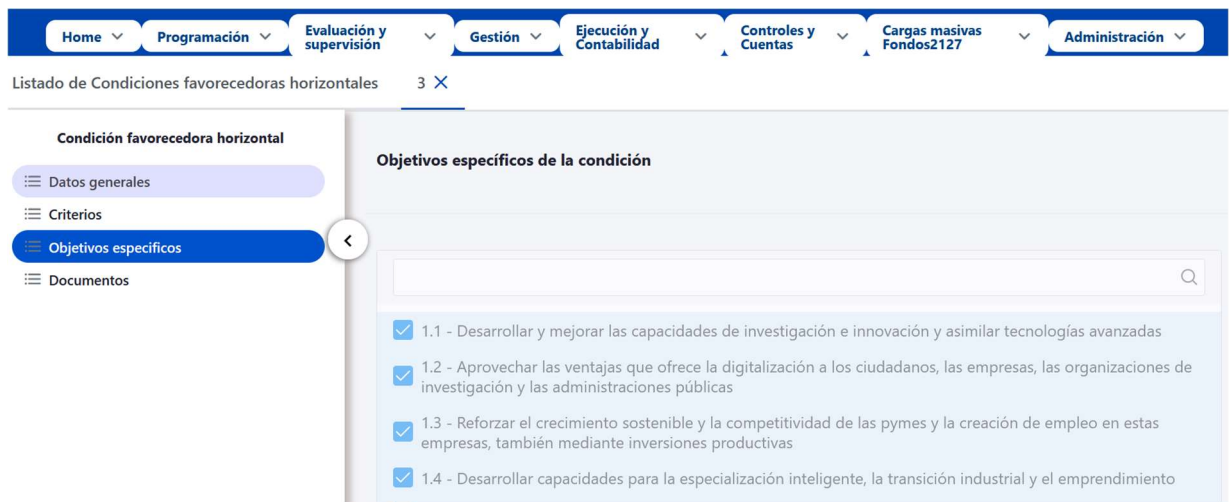 Home
Programación
Evaluación y
supervisión
Gestión
Ejecución y
Contabilidad
Controles y
Cuentas
Cargas masivas
Fondos2127
Administración
Listado de Condiciones favorecedoras horizontales
3
Condición favorecedora horizontal
Datos generales
Criterios
Objetivos especificos
Documentos
Objetivos específicos de la condición
1.1 - Desarrollar y mejorar las capacidades de investigación e innovación y asimilar tecnologías avanzadas
1.2 - Aprovechar las ventajas que ofrece la digitalización a los ciudadanos, las empresas, las organizaciones de
investigación y las administraciones públicas
1.3 - Reforzar el crecimiento sostenible y la competitividad de las pymes y la creación de empleo en estas
empresas, también mediante inversiones productivas
1.4 - Desarrollar capacidades para la especialización inteligente, la transición industrial y el emprendimiento